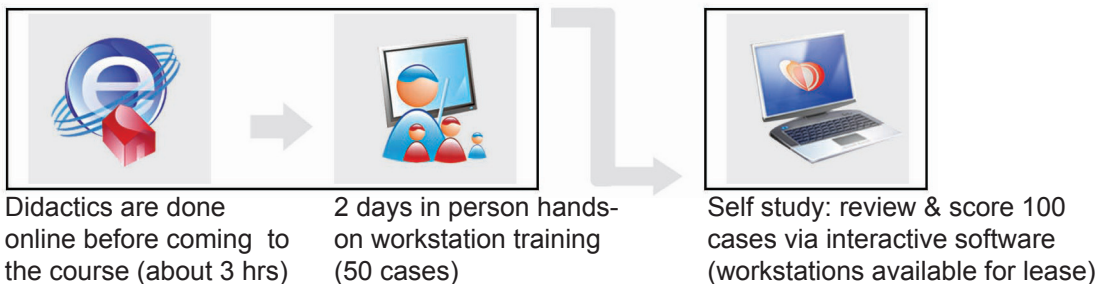 Didactics are done
online before coming to
the course (about 3 hrs)
2 days in person hands-
on workstation training
(50 cases)
Self study: review & score 100
cases via interactive software
(workstations available for lease)